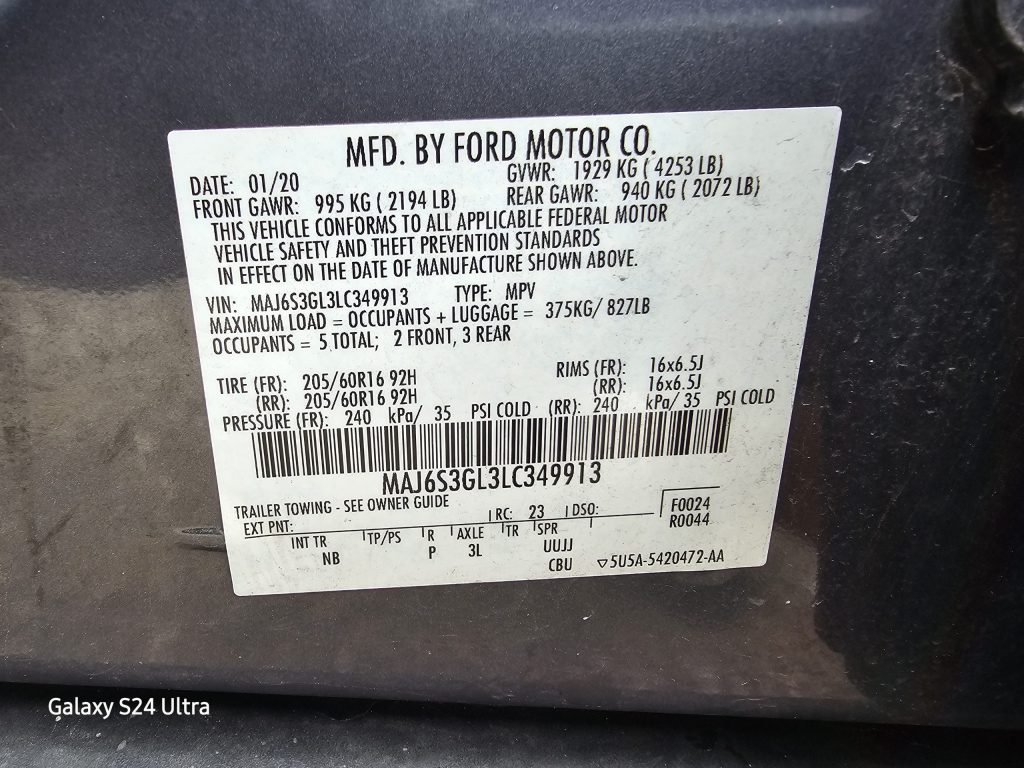 MFD. BY FORD MOTOR CO.
DATE: 01/20 GVWR: 1929 KG ( 4253 LB)
FRONT GAWR: 995 KG ( 2194 LB) REAR GAWR: 940 KG ( 2072 LB)
THIS VEHICLE CONFORMS TO ALL APPLICABLE FEDERAL MOTOR
VEHICLE SAFETY AND THEFT PREVENTION STANDARDS
IN EFFECT ON THE DATE OF MANUFACTURE SHOWN ABOVE.
VIN: MAJ6S3GL3LC349913 TYPE: MPV
MAXIMUM LOAD = OCCUPANTS + LUGGAGE = 375KG/ 827LB
OCCUPANTS = 5 TOTAL; 2 FRONT, 3 REAR
TIRE (FR): 205/60R16 92H RIMS (FR): 16x6.5J
(RR): 205/60R16 92H (RR): 16x6.5J
PRESSURE (FR): 240 kPa/ 35 PSI COLD (RR): 240 kPa/ 35 PSI COLD
MAJ6S3GL3LC349913
TRAILER TOWING - SEE OWNER GUIDE
EXT PNT: RC: 23 DSO: F0024
R0044
INT TR TP/PS R AXLE TR SPR
NB P 3L UUJJ
CBU ▽5U5A-5420472-AA
Galaxy S24 Ultra